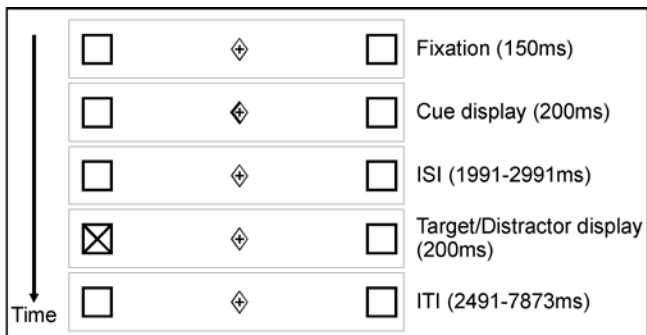 Fixation (150ms)
Cue display (200ms)
ISI (1991-2991ms)
Target/Distractor display
(200ms)
ITI (2491-7873ms)
Time